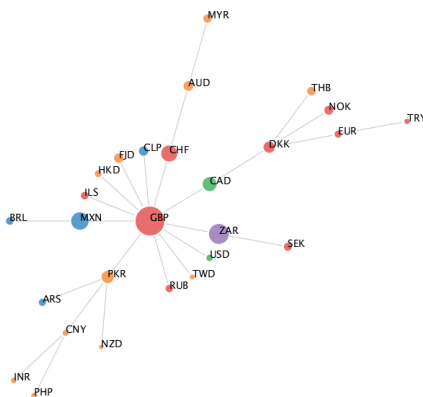 MYR
AUD
THB
NOK
TRY
EUR
CLP
CHF
DKK
FJD
HKD
CAD
ILS
BRL
MXN
GBP
ZAR
SEK
USD
PKR
TWD
RUB
ARS
CNY
NZD
INR
PHP